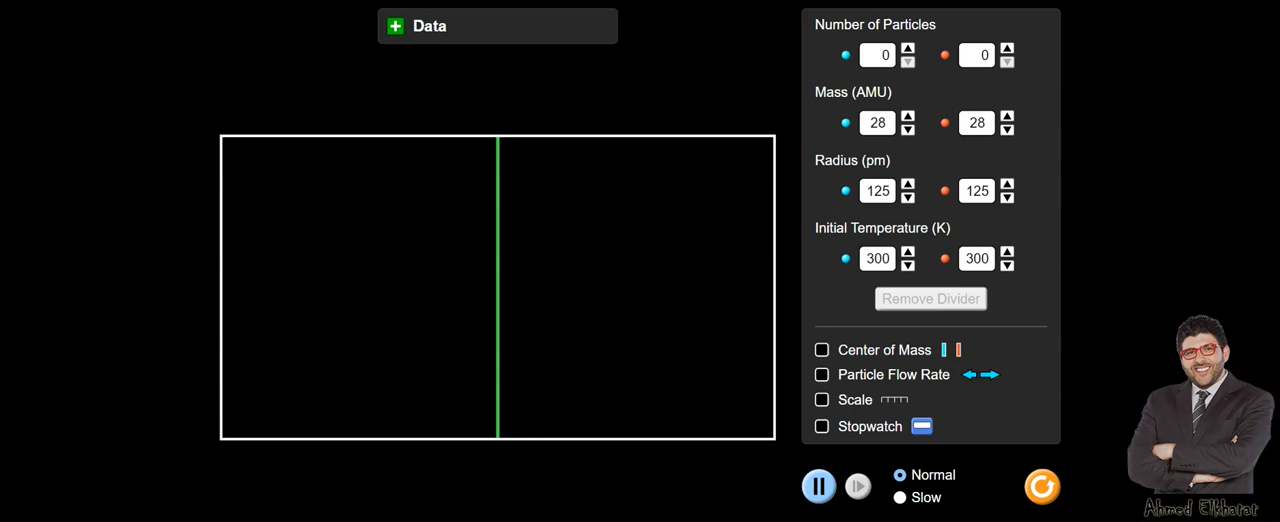 Data
Number of Particles
0 0
Mass (AMU)
28 28
Radius (pm)
125 125
Initial Temperature (K)
300 300
Remove Divider
Center of Mass
Particle Flow Rate
Scale
Stopwatch
Normal
Slow
Ahmed Elkhatat